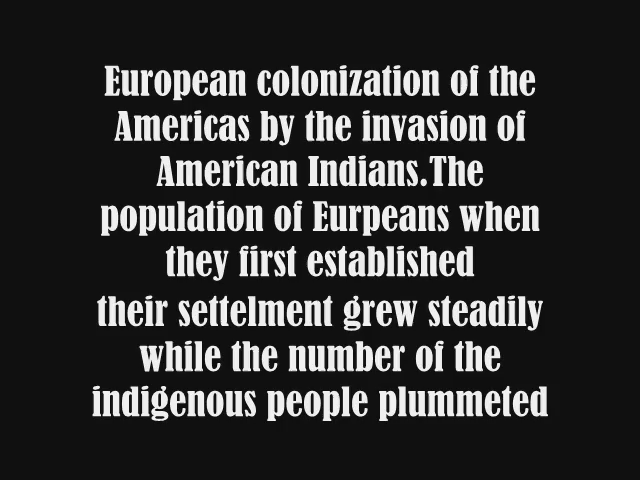 European colonization of the
Americas by the invasion of
American Indians.The
population of Eurpeans when
they first established
their settelment grew steadily
while the number of the
indigenous people plummeted